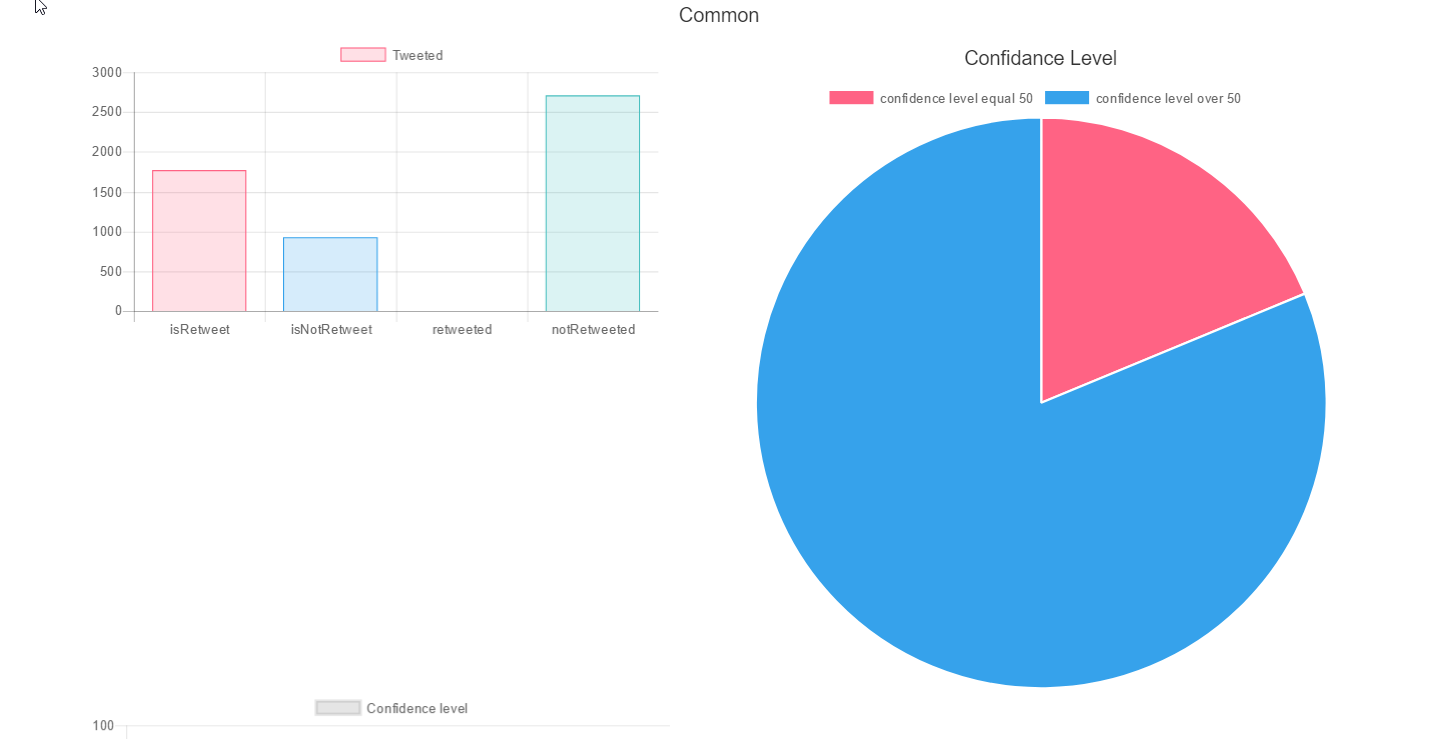 Common
Tweeted
3000
2500
2000
1500
1000
500
0
isRetweet isNotRetweet retweeted notRetweeted
Confidance Level
confidence level equal 50 confidence level over 50
Confidence level
100